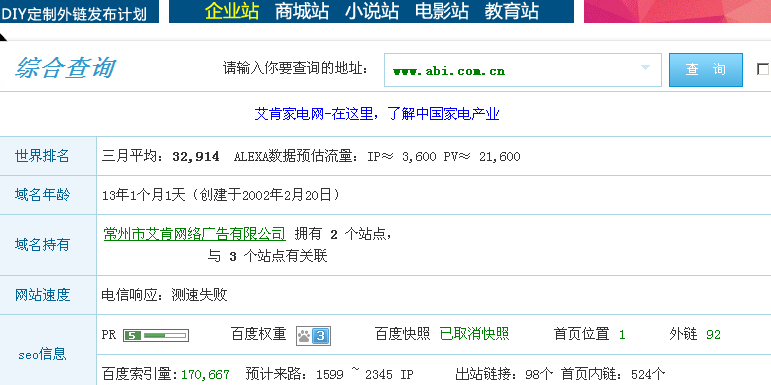 DIY定制外链发布计划 企业站 商城站 小说站 电影站 教育站
综合查询 请输入你要查询的地址： www.abi.com.cn 查 询
艾肯家电网-在这里，了解中国家电产业
世界排名 三月平均：32,914 ALEXA数据预估流量：IP≈ 3,600 PV≈ 21,600
域名年龄 13年1个月1天（创建于2002年2月20日）
域名持有 常州市艾肯网络广告有限公司 拥有 2 个站点，
与 3 个站点有关联
网站速度 电信响应：测速失败
seo信息 PR 5 百度权重 3 百度快照 已取消快照 首页位置 1 外链 92
百度索引量：170,667 预计来路：1599 ~ 2345 IP 出站链接：98个 首页内链：524个